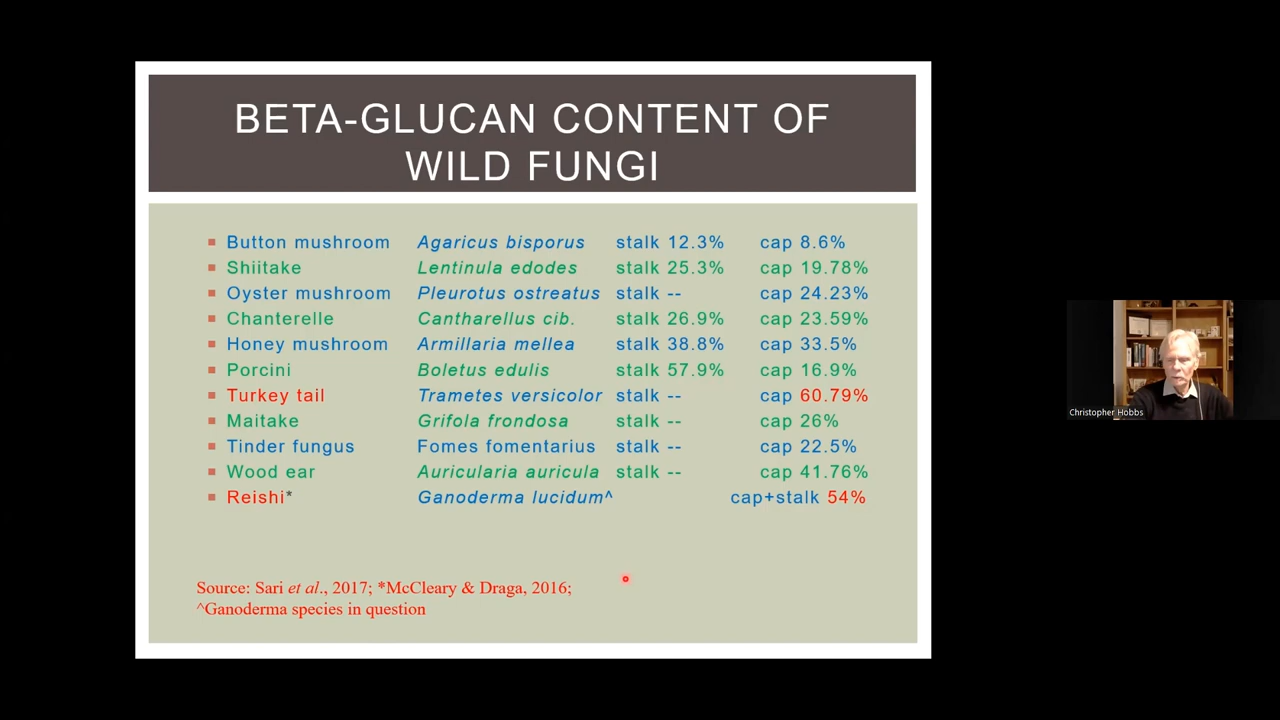 BETA-GLUCAN CONTENT OF
WILD FUNGI
Button mushroom Agaricus bisporus stalk 12.3% cap 8.6%
Shiitake Lentinula edodes stalk 25.3% cap 19.78%
Oyster mushroom Pleurotus ostreatus stalk -- cap 24.23%
Chanterelle Cantharellus cib. stalk 26.9% cap 23.59%
Honey mushroom Armillaria mellea stalk 38.8% cap 33.5%
Porcini Boletus edulis stalk 57.9% cap 16.9%
Turkey tail Trametes versicolor stalk -- cap 60.79%
Maitake Grifola frondosa stalk -- cap 26%
Tinder fungus Fomes fomentarius stalk -- cap 22.5%
Wood ear Auricularia auricula stalk -- cap 41.76%
Reishi* Ganoderma lucidum^ cap+stalk 54%
Source: Sari et al., 2017; *McCleary & Draga, 2016;
^Ganoderma species in question
Christopher Hobbs